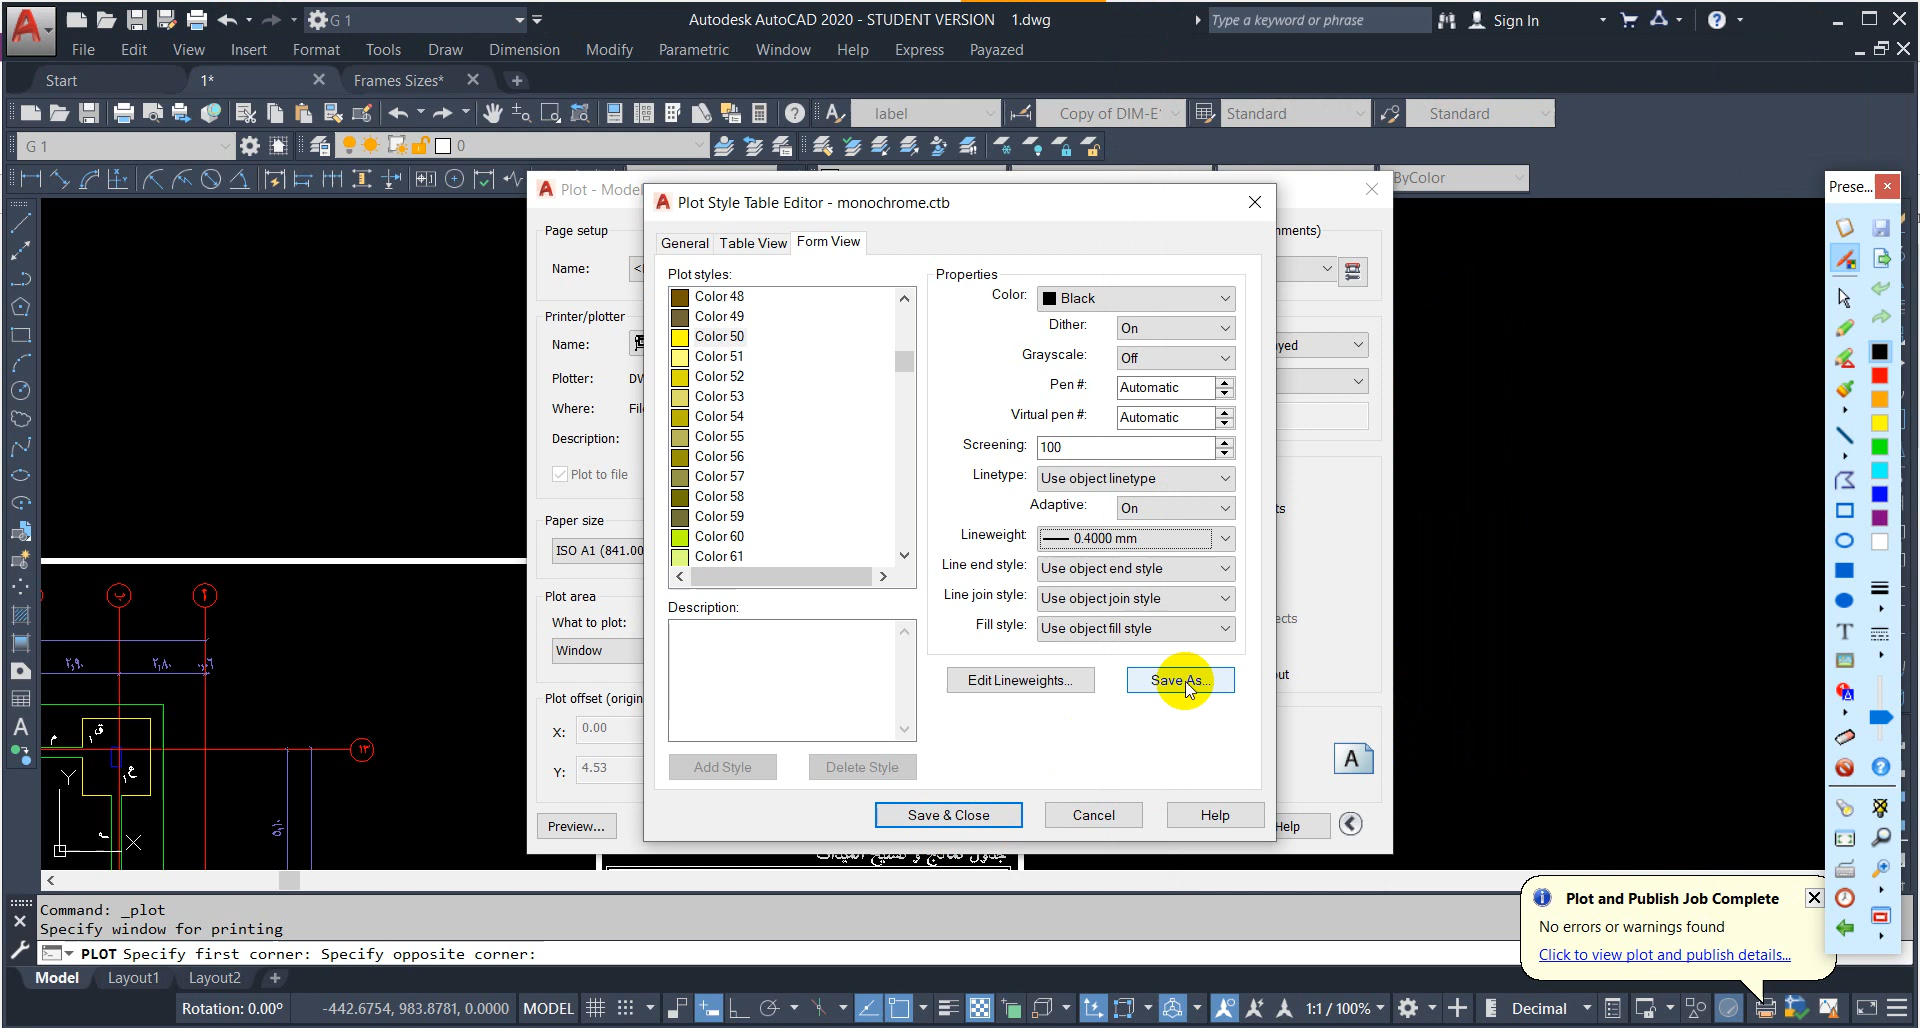 G 1
Autodesk AutoCAD 2020 - STUDENT VERSION 1.dwg
Type a keyword or phrase
Sign In
File Edit View Insert Format Tools Draw Dimension Modify Parametric Window Help Express Payazed
Start
1*
Frames Sizes*
label
Copy of DIM-E'
Standard
Standard
G 1
0
ByColor
Prese...
Plot - Model
Page setup
Name:
Printer/plotter
Name:
Plotter:
Where:
Description:
Plot to file
Paper size
ISO A1 (841.00
Plot area
What to plot:
Window
Plot offset (origin
X: 0.00
Y: 4.53
Preview...
Help
Plot Style Table Editor - monochrome.ctb
General Table View Form View
Plot styles:
Color 48
Color 49
Color 50
Color 51
Color 52
Color 53
Color 54
Color 55
Color 56
Color 57
Color 58
Color 59
Color 60
Color 61
Description:
Add Style
Delete Style
Properties
Color: Black
Dither: On
Grayscale: Off
Pen #: Automatic
Virtual pen #: Automatic
Screening: 100
Linetype: Use object linetype
Adaptive: On
Lineweight: 0.4000 mm
Line end style: Use object end style
Line join style: Use object join style
Fill style: Use object fill style
Edit Lineweights...
Save As...
Save & Close
Cancel
Help
ب
أ
٢,٩٠
٢,٨٠
١٣
X
Y
Command: _plot
Specify window for printing
PLOT Specify first corner: Specify opposite corner:
Plot and Publish Job Complete
No errors or warnings found
Click to view plot and publish details...
Model Layout1 Layout2
Rotation: 0.00°
-442.6754, 983.8781, 0.0000
MODEL
1:1 / 100%
Decimal